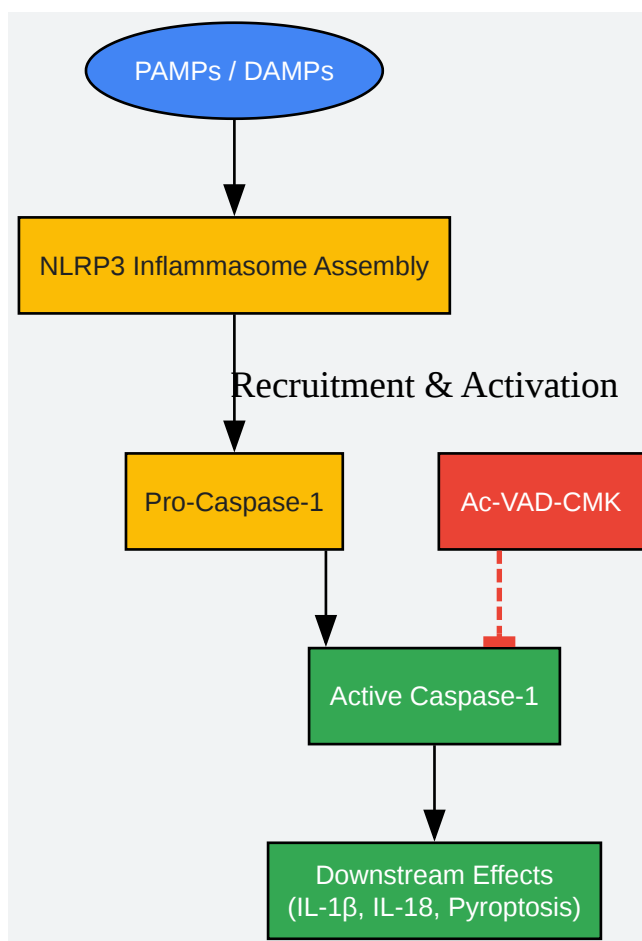 PAMPs / DAMPs
NLRP3 Inflammasome Assembly
Recruitment & Activation
Pro-Caspase-1
Ac-VAD-CMK
Active Caspase-1
Downstream Effects
(IL-1β, IL-18, Pyroptosis)